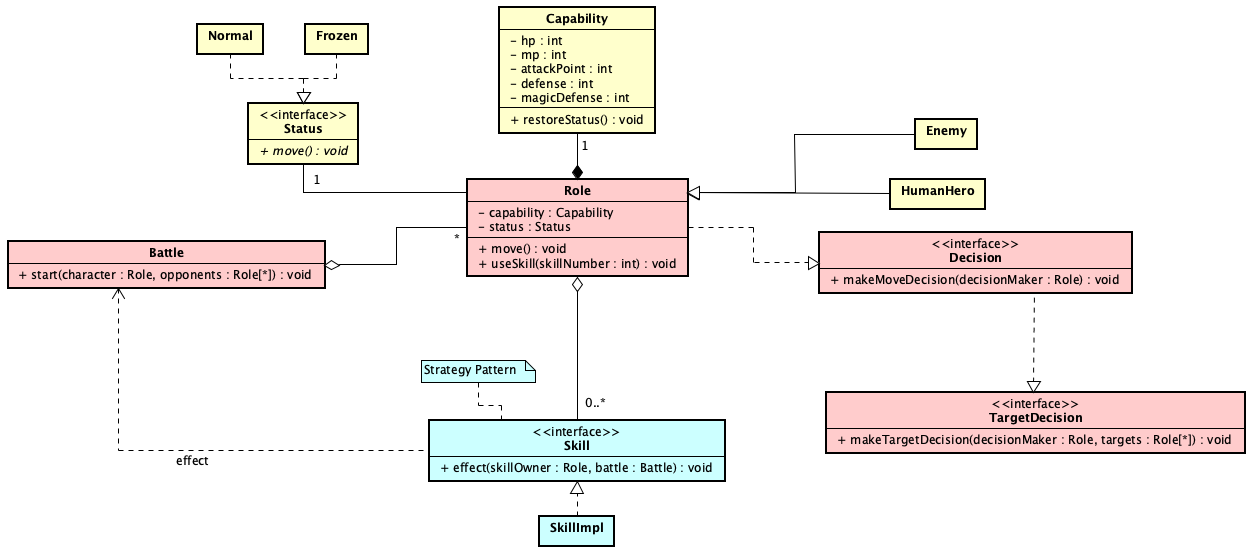 Capability
- hp : int
- mp : int
- attackPoint : int
- defense : int
- magicDefense : int
+ restoreStatus() : void
Normal
Frozen
<<interface>>
Status
+ move() : void
1
1
Enemy
HumanHero
Role
- capability : Capability
- status : Status
+ move() : void
+ useSkill(skillNumber : int) : void
*
Battle
+ start(character : Role, opponents : Role[*]) : void
<<interface>>
Decision
+ makeMoveDecision(decisionMaker : Role) : void
Strategy Pattern
0..*
<<interface>>
TargetDecision
+ makeTargetDecision(decisionMaker : Role, targets : Role[*]) : void
<<interface>>
Skill
+ effect(skillOwner : Role, battle : Battle) : void
effect
SkillImpl